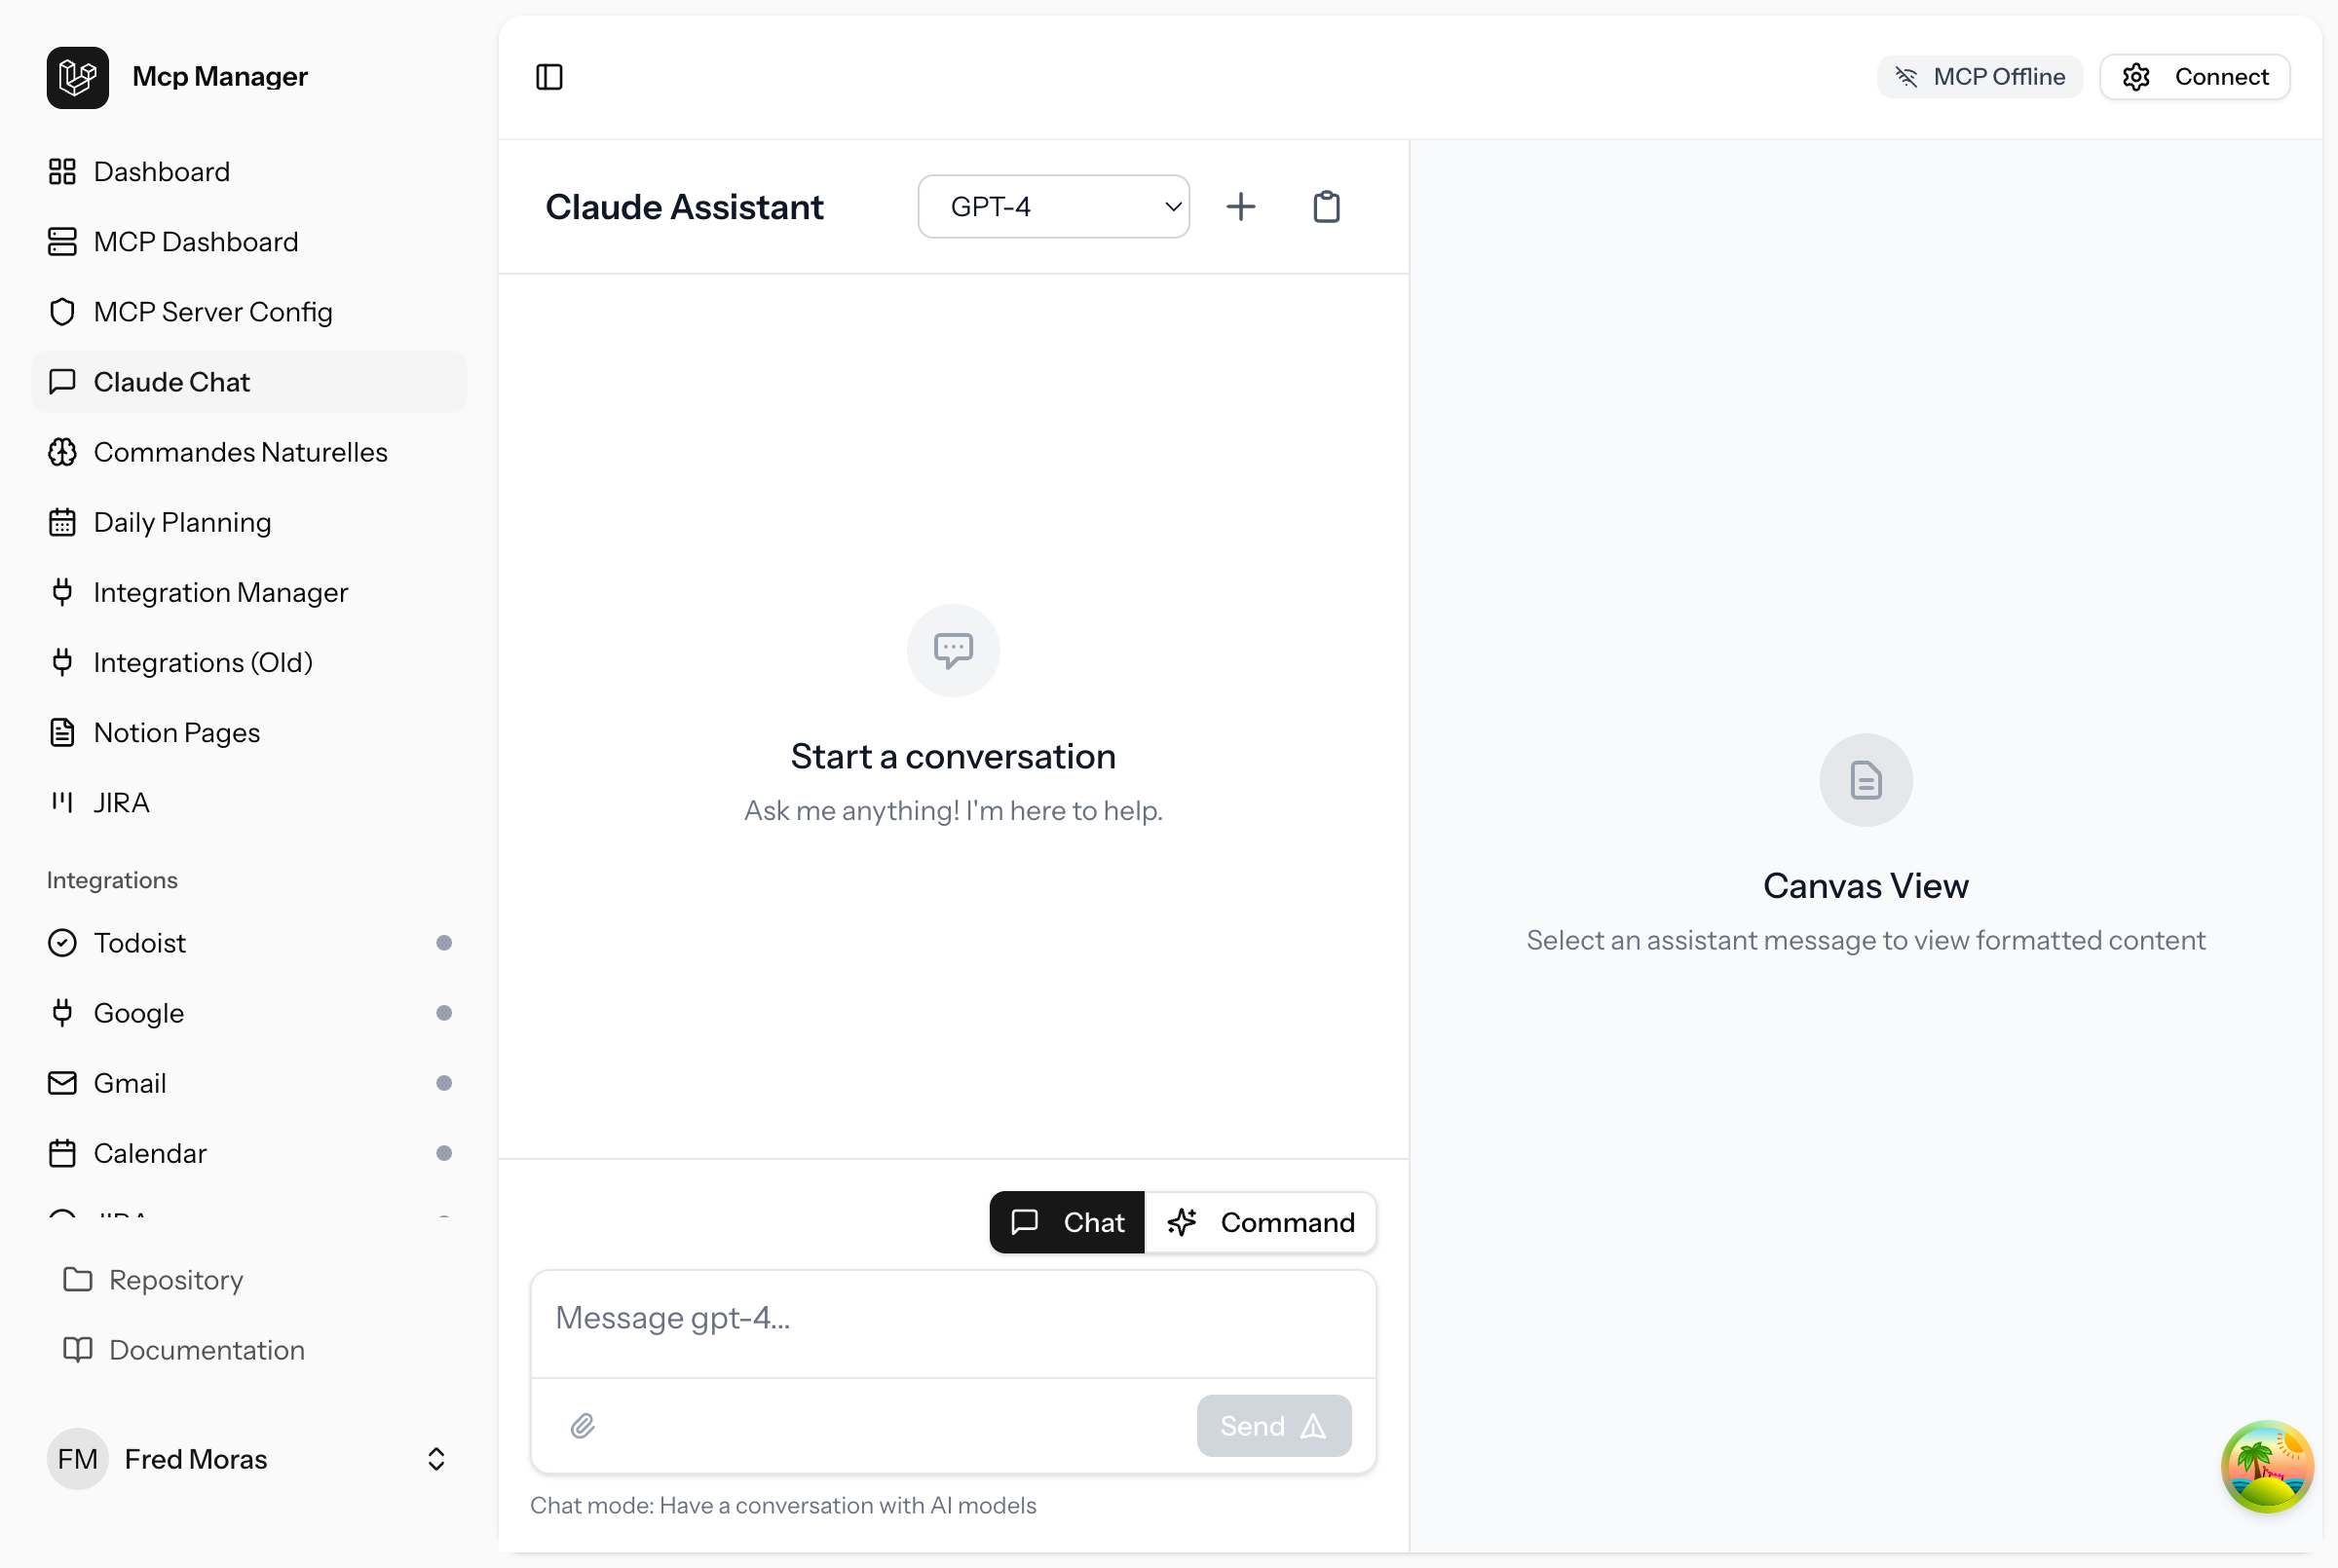 Mcp Manager
Dashboard
MCP Dashboard
MCP Server Config
Claude Chat
Commandes Naturelles
Daily Planning
Integration Manager
Integrations (Old)
Notion Pages
JIRA
Integrations
Todoist
Google
Gmail
Calendar
JIRA
Repository
Documentation
FM Fred Moras
MCP Offline
Connect
Claude Assistant
GPT-4
Start a conversation
Ask me anything! I'm here to help.
Chat
Command
Message gpt-4...
Send
Chat mode: Have a conversation with AI models
Canvas View
Select an assistant message to view formatted content